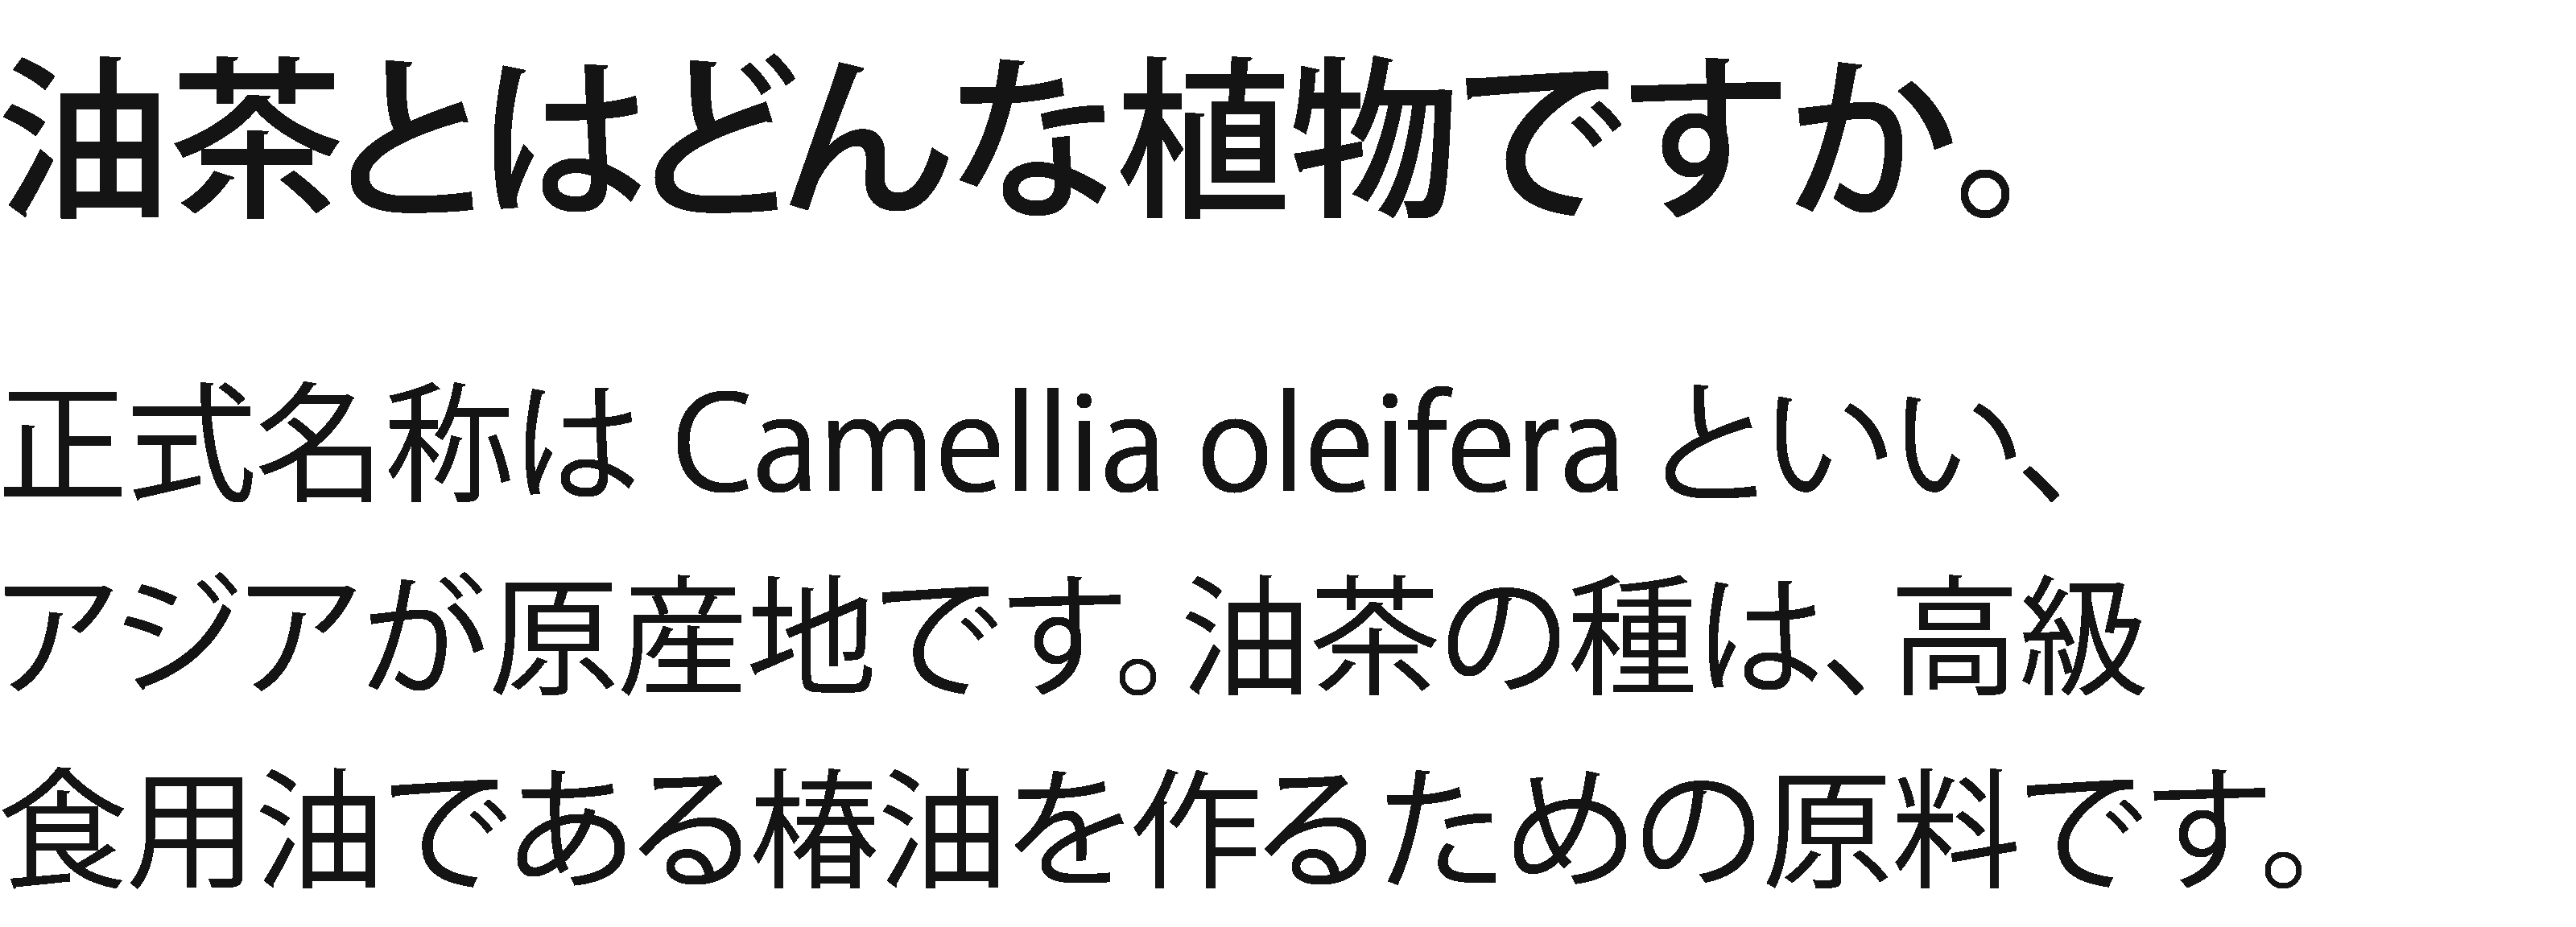 油茶とはどんな植物ですか。
正式名称は Camellia oleifera といい、
アジアが原産地です。油茶の種は、高級
食用油である椿油を作るための原料です。